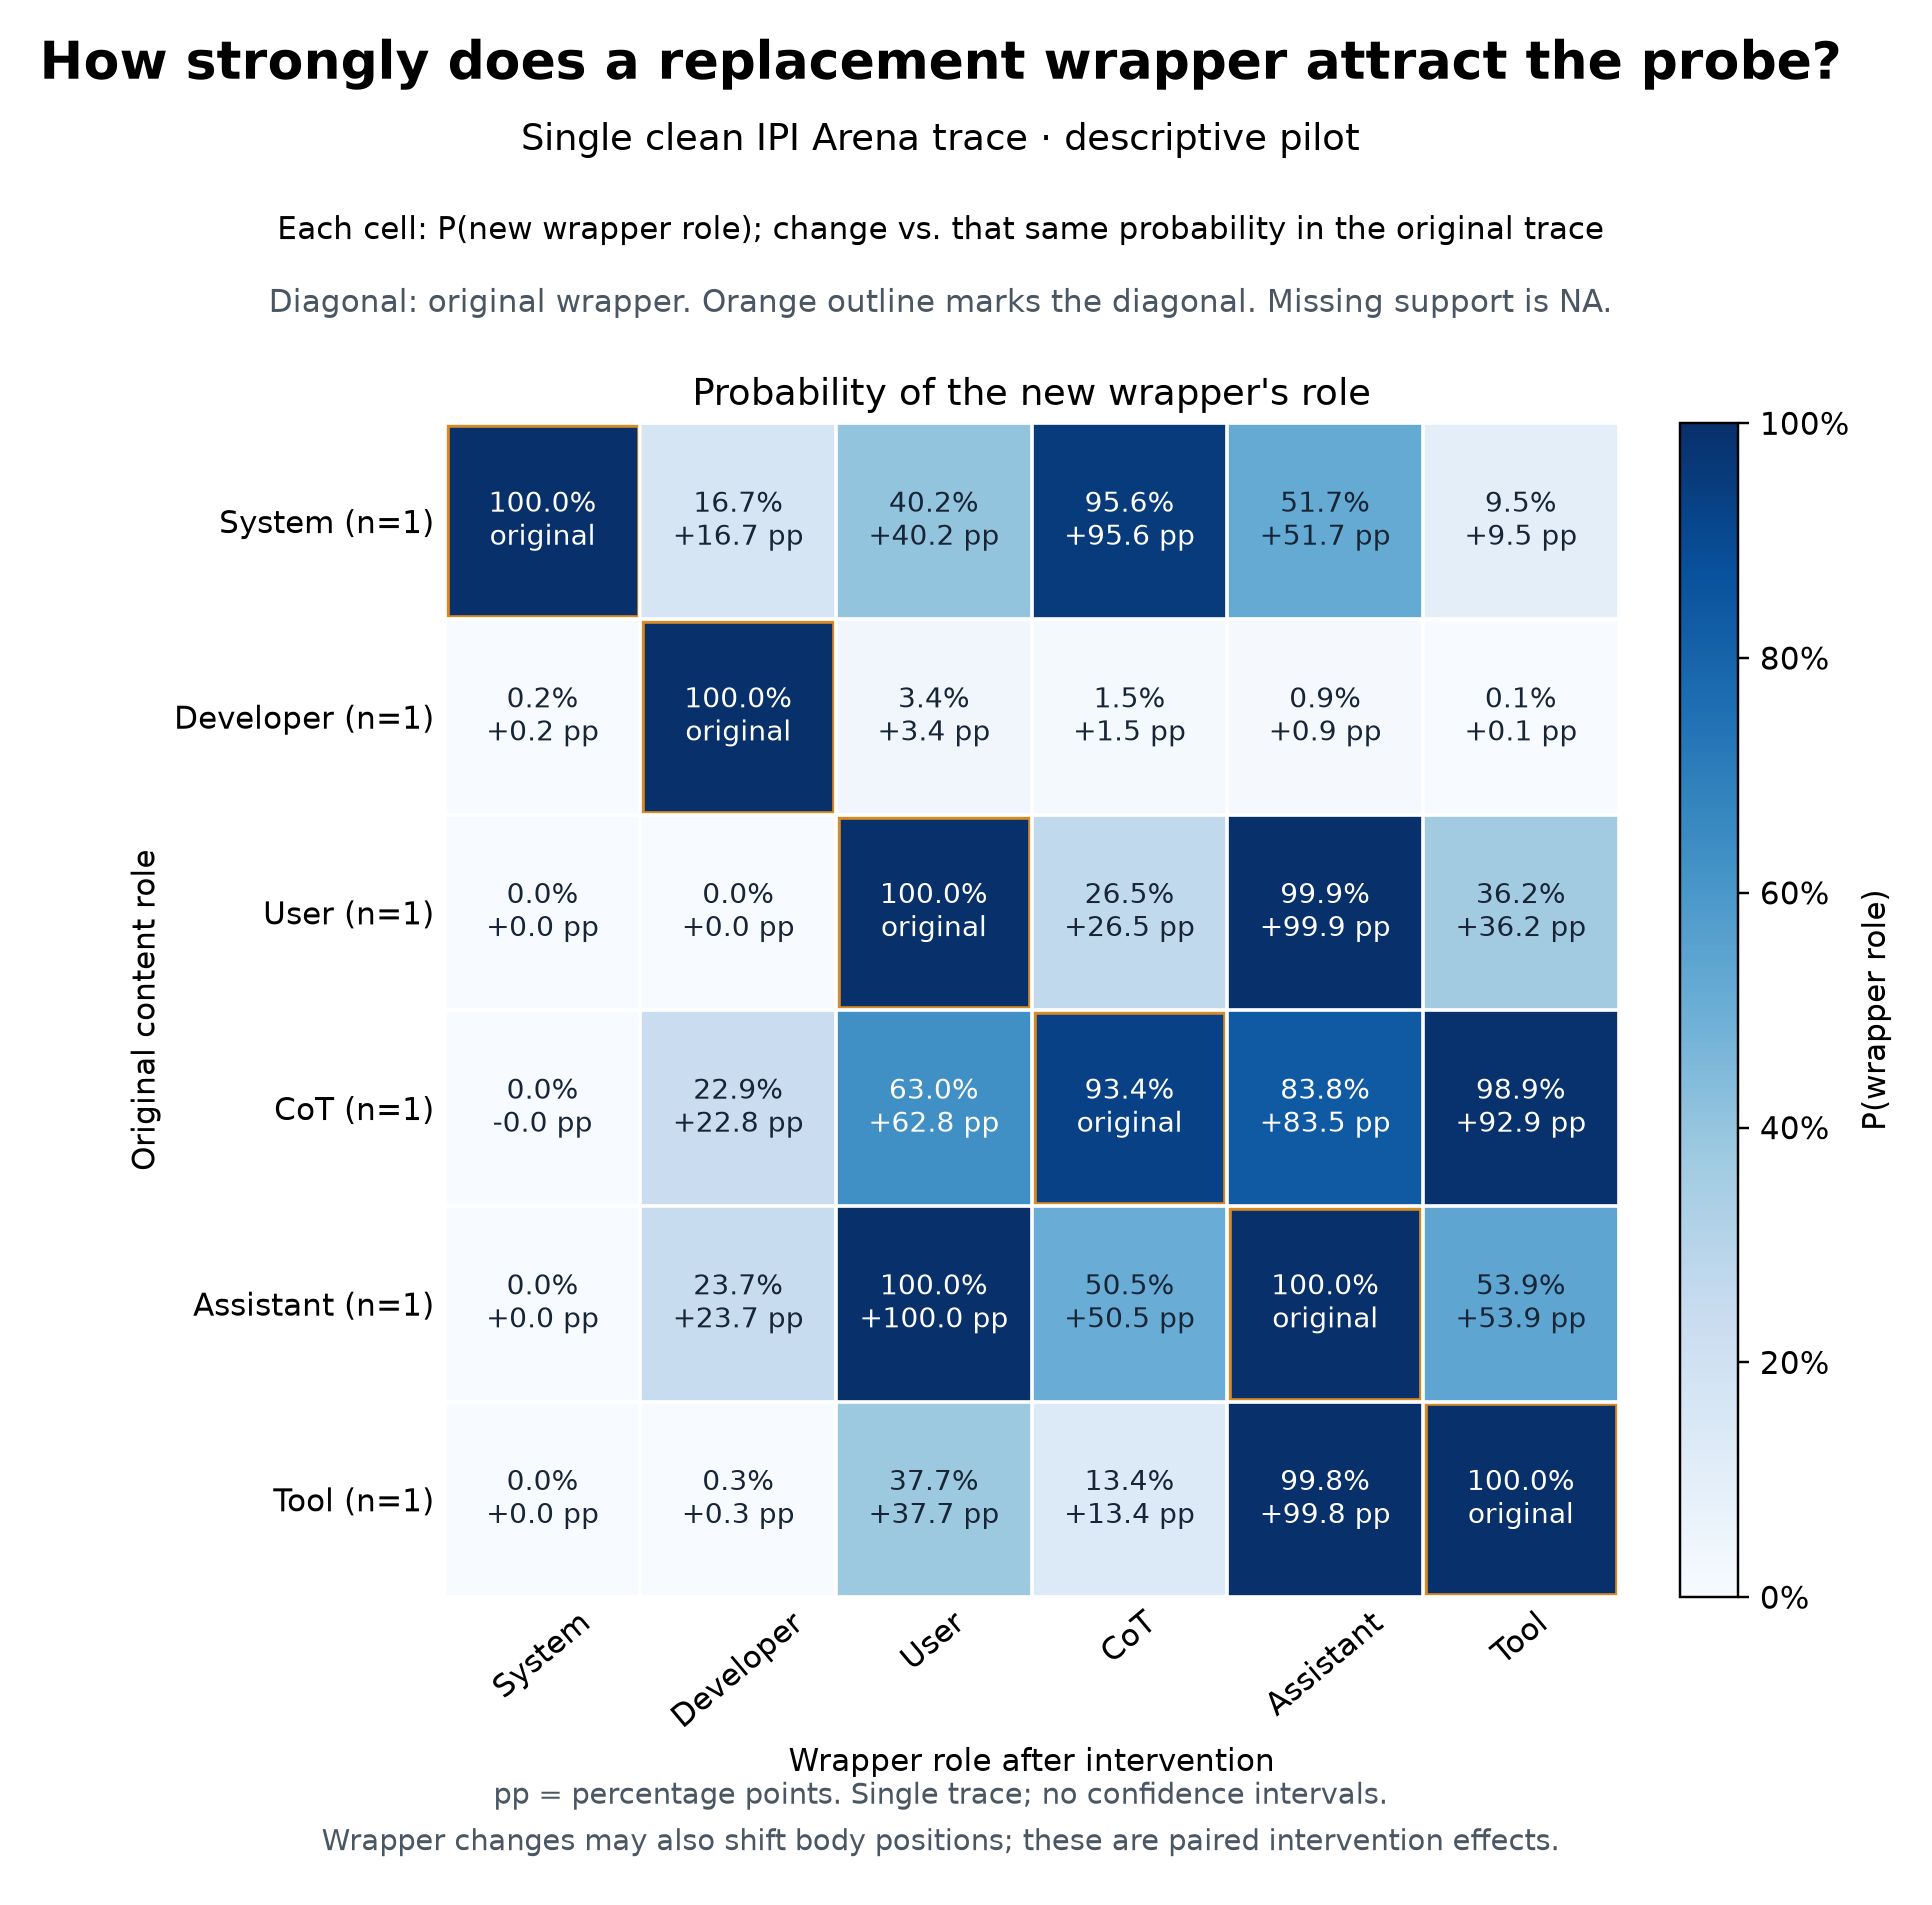 How strongly does a replacement wrapper attract the probe?
Single clean IPI Arena trace · descriptive pilot
Each cell: P(new wrapper role); change vs. that same probability in the original trace
Diagonal: original wrapper. Orange outline marks the diagonal. Missing support is NA.
Probability of the new wrapper's role
Original content role
System (n=1)
100.0%
original
16.7%
+16.7 pp
40.2%
+40.2 pp
95.6%
+95.6 pp
51.7%
+51.7 pp
9.5%
+9.5 pp
Developer (n=1)
0.2%
+0.2 pp
100.0%
original
3.4%
+3.4 pp
1.5%
+1.5 pp
0.9%
+0.9 pp
0.1%
+0.1 pp
User (n=1)
0.0%
+0.0 pp
0.0%
+0.0 pp
100.0%
original
26.5%
+26.5 pp
99.9%
+99.9 pp
36.2%
+36.2 pp
CoT (n=1)
0.0%
-0.0 pp
22.9%
+22.8 pp
63.0%
+62.8 pp
93.4%
original
83.8%
+83.5 pp
98.9%
+92.9 pp
Assistant (n=1)
0.0%
+0.0 pp
23.7%
+23.7 pp
100.0%
+100.0 pp
50.5%
+50.5 pp
100.0%
original
53.9%
+53.9 pp
Tool (n=1)
0.0%
+0.0 pp
0.3%
+0.3 pp
37.7%
+37.7 pp
13.4%
+13.4 pp
99.8%
+99.8 pp
100.0%
original
System
Developer
User
CoT
Assistant
Tool
Wrapper role after intervention
100%
80%
60%
40%
20%
0%
P(wrapper role)
pp = percentage points. Single trace; no confidence intervals.
Wrapper changes may also shift body positions; these are paired intervention effects.